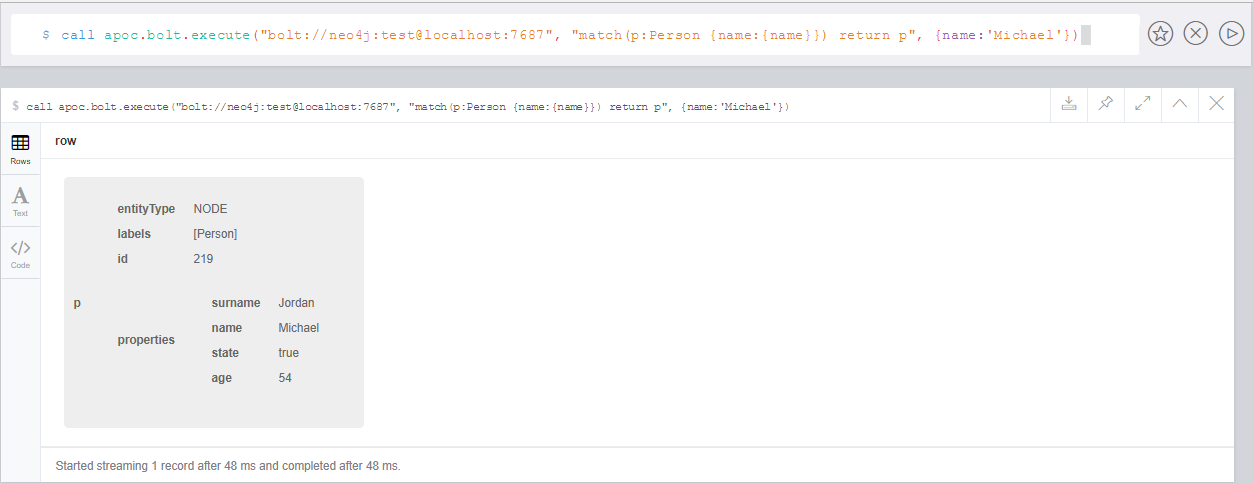 $ call apoc.bolt.execute("bolt://neo4j:test@localhost:7687", "match(p:Person {name:{name}}) return p", {name:'Michael'})
$ call apoc.bolt.execute("bolt://neo4j:test@localhost:7687", "match(p:Person {name:{name}}) return p", {name:'Michael'})
Rows
row
A
Text
</>
Code
entityType NODE
labels [Person]
id 219
p
properties
surname Jordan
name Michael
state true
age 54
Started streaming 1 record after 48 ms and completed after 48 ms.